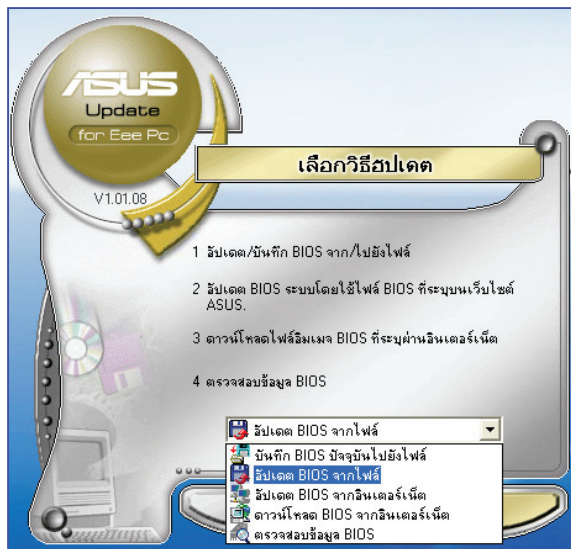 ASUS
Update
for Eee Pc
V1.01.08
เลือกวิธีอัปเดต
1 อัปเดต/บันทึก BIOS จาก/ไปยังไฟล์
2 อัปเดต BIOS ระบบโดยใช้ไฟล์ BIOS ที่ระบุบนเว็บไซต์
ASUS.
3 ดาวน์โหลดไฟล์อิมเมจ BIOS ที่ระบุผ่านอินเตอร์เน็ต
4 ตรวจสอบข้อมูล BIOS
อัปเดต BIOS จากไฟล์
บันทึก BIOS ปัจจุบันไปยังไฟล์
อัปเดต BIOS จากไฟล์
อัปเดต BIOS จากอินเตอร์เน็ต
ดาวน์โหลด BIOS จากอินเตอร์เน็ต
ตรวจสอบข้อมูล BIOS